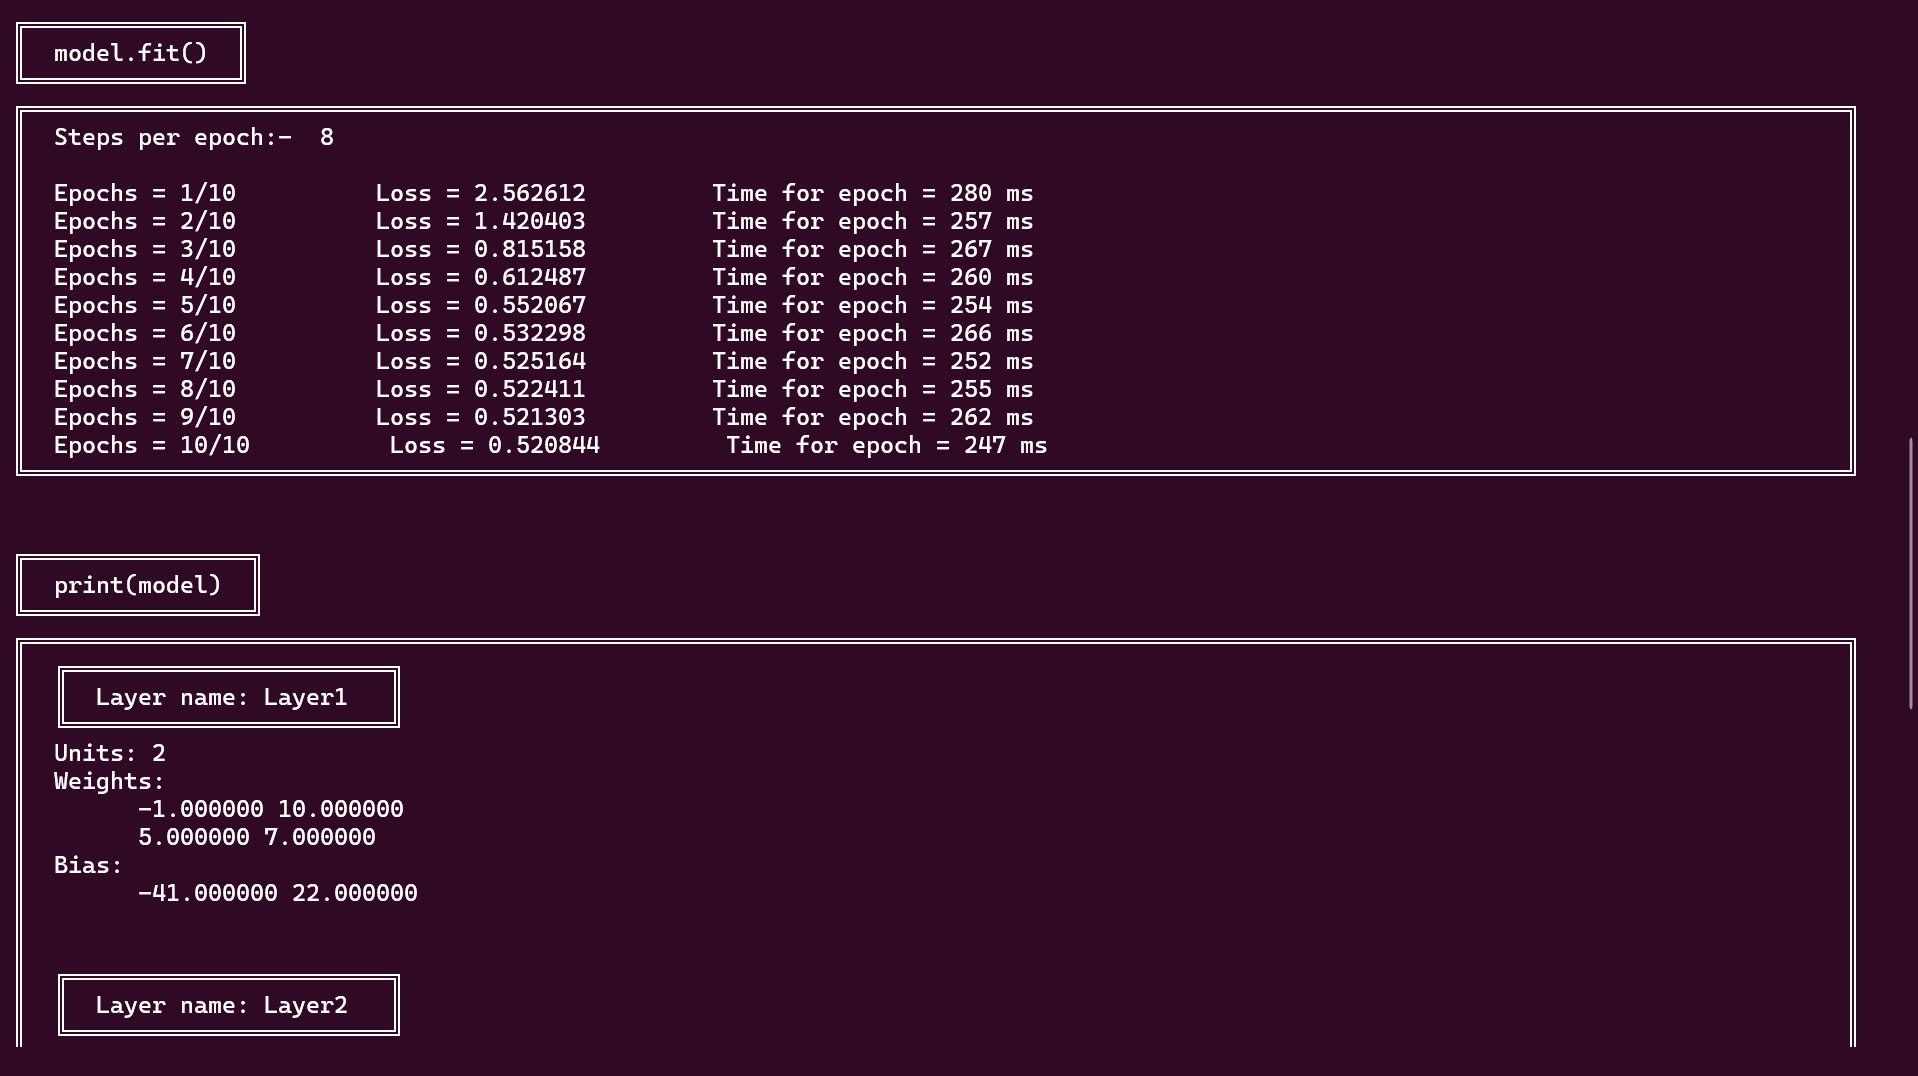 model.fit()
Steps per epoch:-  8
Epochs = 1/10          Loss = 2.562612         Time for epoch = 280 ms
Epochs = 2/10          Loss = 1.420403         Time for epoch = 257 ms
Epochs = 3/10          Loss = 0.815158         Time for epoch = 267 ms
Epochs = 4/10          Loss = 0.612487         Time for epoch = 260 ms
Epochs = 5/10          Loss = 0.552067         Time for epoch = 254 ms
Epochs = 6/10          Loss = 0.532298         Time for epoch = 266 ms
Epochs = 7/10          Loss = 0.525164         Time for epoch = 252 ms
Epochs = 8/10          Loss = 0.522411         Time for epoch = 255 ms
Epochs = 9/10          Loss = 0.521303         Time for epoch = 262 ms
Epochs = 10/10          Loss = 0.520844         Time for epoch = 247 ms
print(model)
Layer name: Layer1
Units: 2
Weights:
-1.000000 10.000000
5.000000 7.000000
Bias:
-41.000000 22.000000
Layer name: Layer2